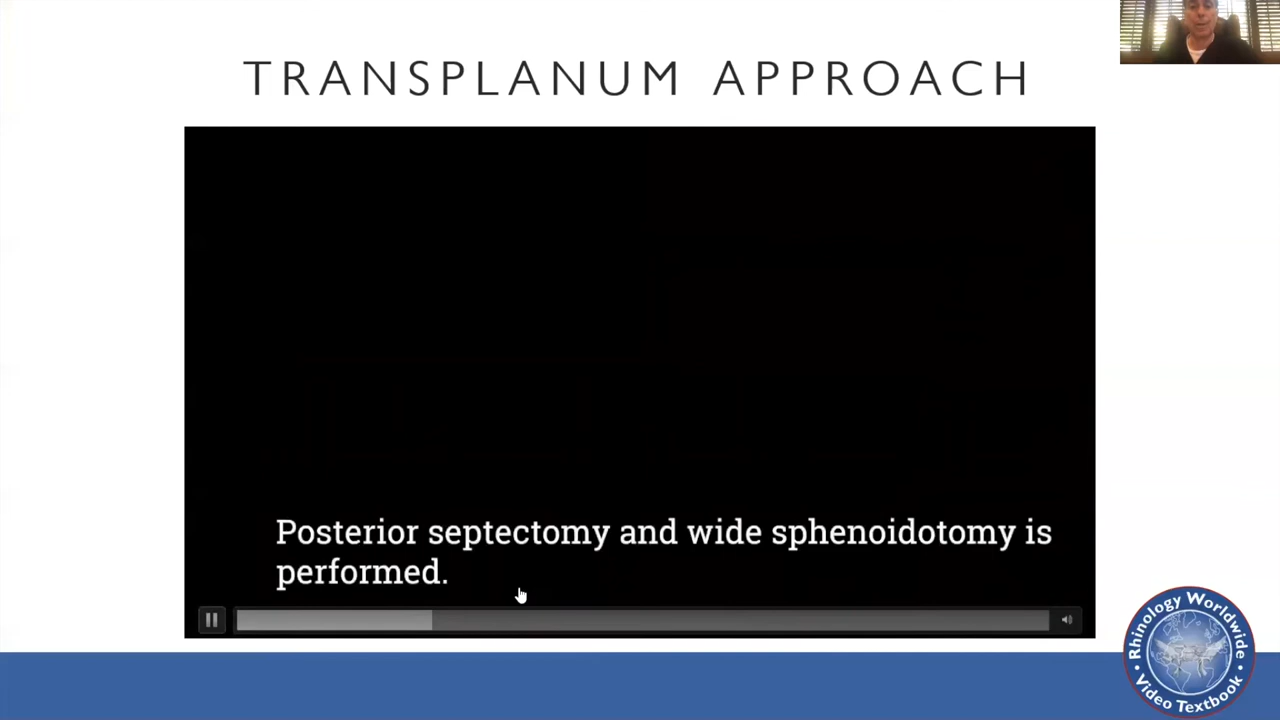 TRANSPLANUM APPROACH
Posterior septectomy and wide sphenoidotomy is
performed.
Rhinology Worldwide
Video Textbook